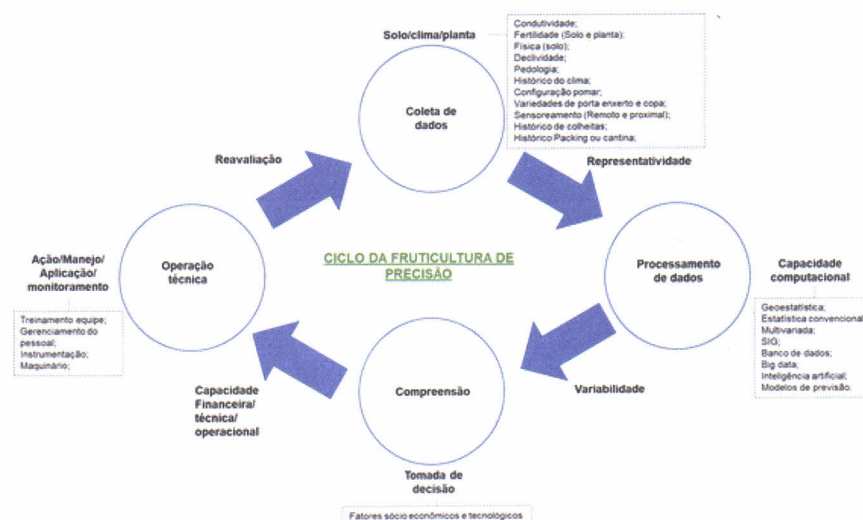 Solo/clima/planta
Condutividade;
Fertilidade (Solo e planta);
Física (solo);
Declividade;
Pedologia;
Histórico do clima;
Configuração pomar;
Variedades de porta enxerto e copa;
Sensoreamento (Remoto e proximal);
Histórico de colheitas;
Histórico Packing ou cantina;
Coleta de
dados
Reavaliação
Representatividade
Ação/Manejo/
Aplicação/
monitoramento
Treinamento equipe;
Gerenciamento do
pessoal;
Instrumentação;
Maquinário;
Operação
técnica
CICLO DA FRUTICULTURA DE
PRECISÃO
Processamento
de dados
Capacidade
computacional
Geoestatística;
Estatística convencional
Multivariada;
SIG;
Banco de dados;
Big data;
Inteligência artificial;
Modelos de previsão.
Capacidade
Financeira/
técnica/
operacional
Compreensão
Variabilidade
Tomada de
decisão
Fatores sócio econômicos e tecnológicos